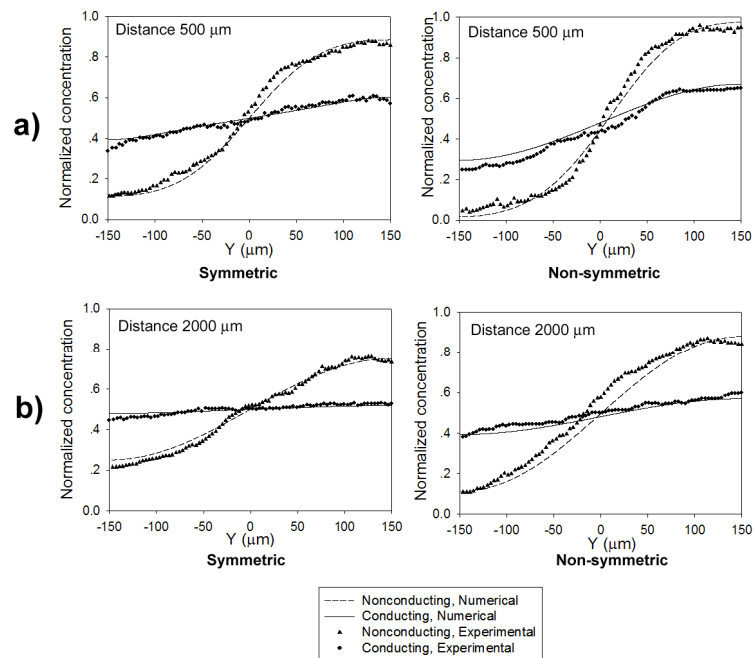 a)
Distance 500 μm
Normalized concentration
1.0
.8
.6
.4
.2
0.0
-150 -100 -50 0 50 100 150
Y (μm)
Symmetric
Distance 500 μm
Normalized concentration
1.0
.8
.6
.4
.2
0.0
-150 -100 -50 0 50 100 150
Y (μm)
Non-symmetric
b)
Distance 2000 μm
Normalized concentration
1.0
.8
.6
.4
.2
0.0
-150 -100 -50 0 50 100 150
Y (μm)
Symmetric
Distance 2000 μm
Normalized concentration
1.0
.8
.6
.4
.2
0.0
-150 -100 -50 0 50 100 150
Y (μm)
Non-symmetric
Nonconducting, Numerical
Conducting, Numerical
Nonconducting, Experimental
Conducting, Experimental